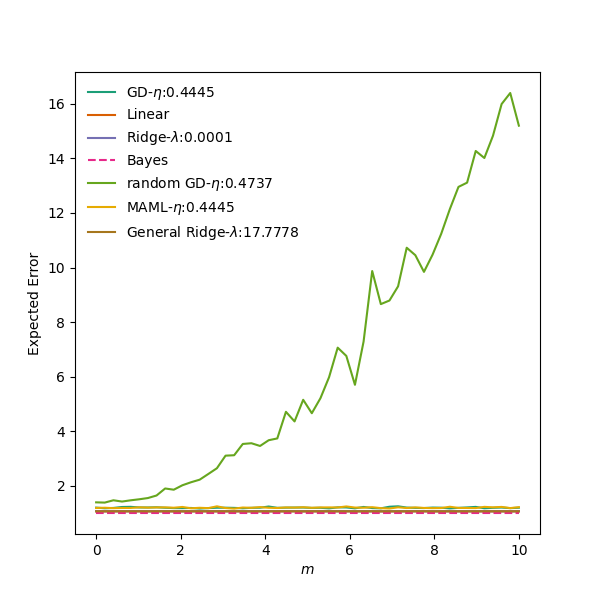 GD-η:0.4445
Linear
Ridge-λ:0.0001
Bayes
random GD-η:0.4737
MAML-η:0.4445
General Ridge-λ:17.7778
Expected Error
16
14
12
10
8
6
4
2
0 2 4 6 8 10
m